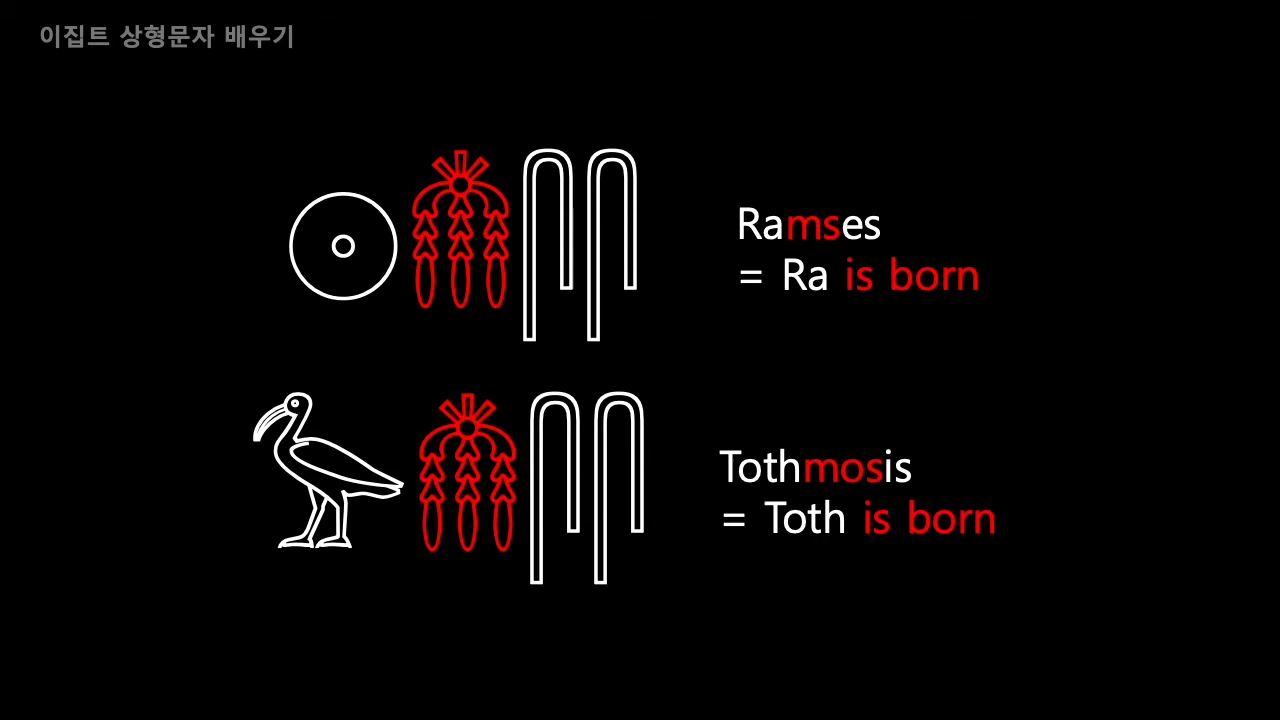 이집트 상형문자 배우기
Ramses
= Ra is born
Tothmosis
= Toth is born